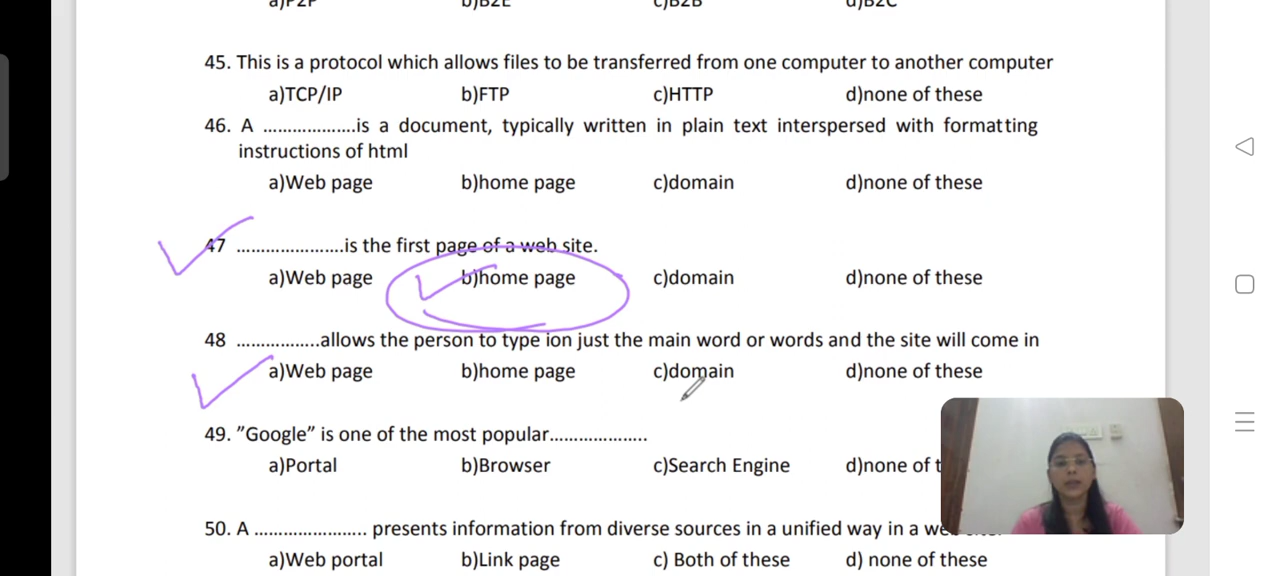 a)P2P b)B2E c)B2B d)B2C
45. This is a protocol which allows files to be transferred from one computer to another computer
a)TCP/IP b)FTP c)HTTP d)none of these
46. A ...................is a document, typically written in plain text interspersed with formatting
instructions of html
a)Web page b)home page c)domain d)none of these
47 ......................is the first page of a web site.
a)Web page b)home page c)domain d)none of these
48 .................allows the person to type ion just the main word or words and the site will come in
a)Web page b)home page c)domain d)none of these
49. ”Google” is one of the most popular....................
a)Portal b)Browser c)Search Engine d)none of
50. A ....................... presents information from diverse sources in a unified way in a
a)Web portal b)Link page c) Both of these d) none of these